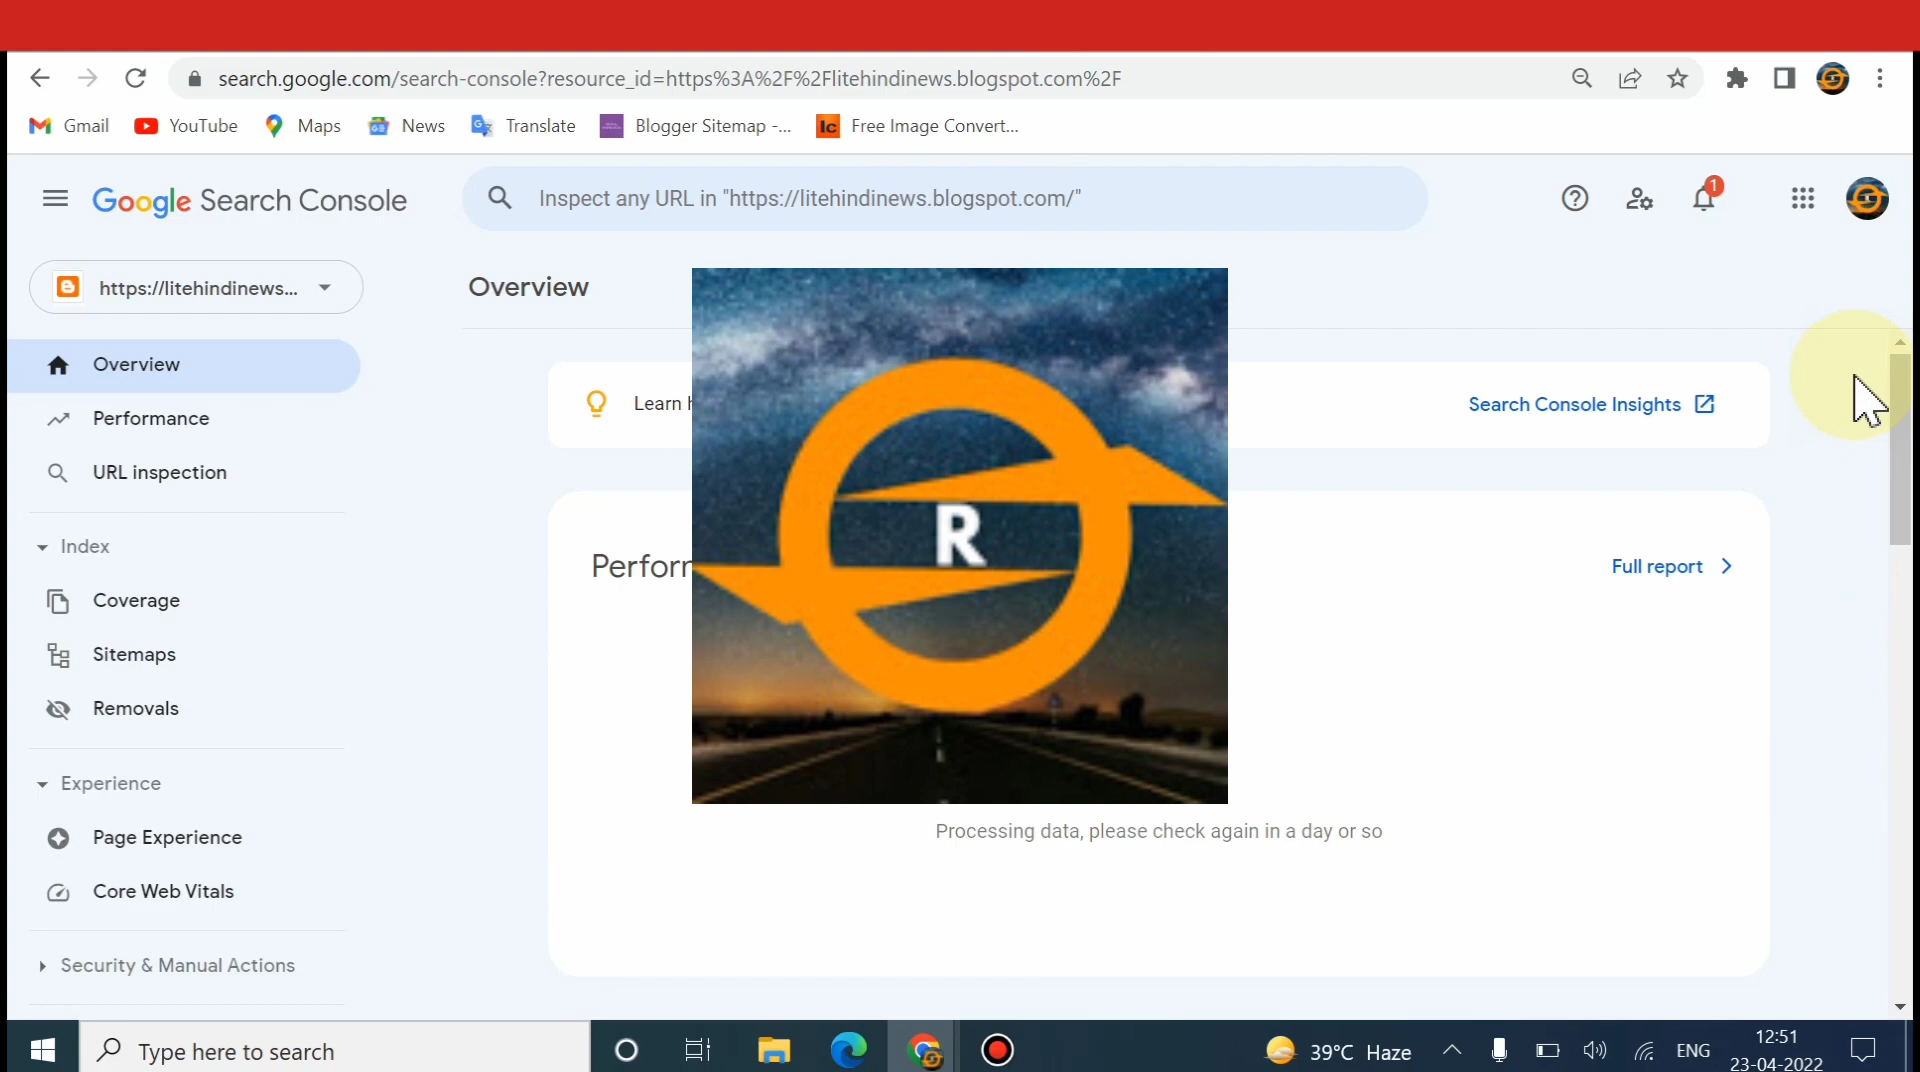 search.google.com/search-console?resource_id=https%3A%2F%2Flitehindinews.blogspot.com%2F
Gmail YouTube Maps News Translate Blogger Sitemap -... Free Image Convert...
Google Search Console
Inspect any URL in "https://litehindinews.blogspot.com/"
1
https://litehindinews...
Overview
Overview
Learn
Search Console Insights
Performance
URL inspection
R
Perfor
Full report
Index
Coverage
Sitemaps
Removals
Experience
Page Experience
Processing data, please check again in a day or so
Core Web Vitals
Security & Manual Actions
Type here to search
39°C Haze
ENG
12:51
23-04-2022